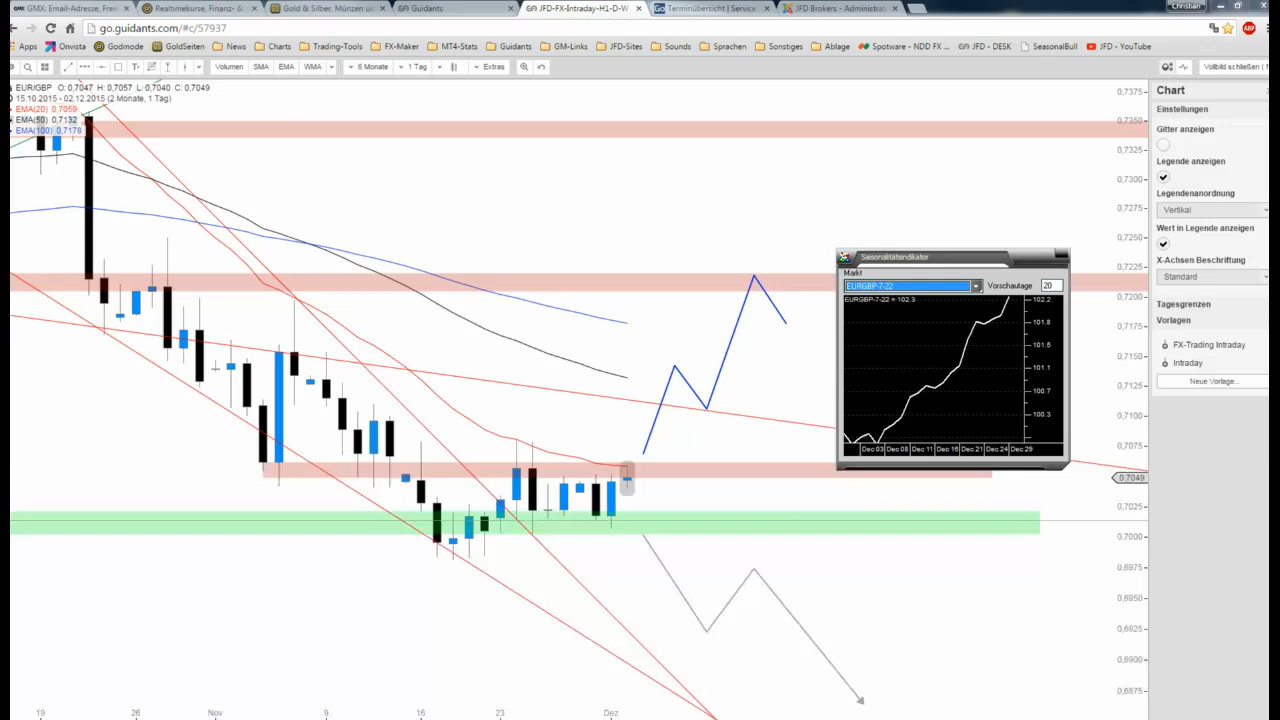 GMX: Email-Adresse, Free
Realtimekurse, Finanz- &
Gold & Silber, Münzen un
Guidants
JFD-FX-Intraday-H1-D-W
Terminübersicht | Service
JFD Brokers - Administrat
Christian
go.guidants.com/#c/57937
Apps
Onvista
Godmode
GoldSeiten
News
Charts
Trading-Tools
FX-Maker
MT4-Stats
Guidants
GM-Links
JFD-Sites
Sounds
Sprachen
Sonstiges
Ablage
Spotware - NDD FX ...
JFD - DESK
SeasonalBull
JFD - YouTube
Volumen
SMA
EMA
WMA
6 Monate
1 Tag
Extras
Vollbild schließen (
EUR/GBP O: 0,7047 H: 0,7057 L: 0,7040 C: 0,7049
15.10.2015 - 02.12.2015 (2 Monate, 1 Tag)
EMA(20) 0,7059
EMA(50) 0,7132
EMA(100) 0,7178
0,7375
0,7350
0,7325
0,7300
0,7275
0,7250
0,7225
0,7200
0,7175
0,7150
0,7125
0,7100
0,7075
0,7049
0,7025
0,7000
0,6975
0,6950
0,6925
0,6900
0,6875
19
26
Nov
9
16
23
Dez
Saisonalitätsindikator
Markt
EURGBP-7-22
Vorschautage
20
EURGBP-7-22 = 102.3
102.2
101.8
101.5
101.1
100.7
100.3
Dec 03
Dec 08
Dec 11
Dec 16
Dec 21
Dec 24
Dec 29
Chart
Einstellungen
Gitter anzeigen
Legende anzeigen
Legendenanordnung
Vertikal
Wert in Legende anzeigen
X-Achsen Beschriftung
Standard
Tagesgrenzen
Vorlagen
FX-Trading Intraday
Intraday
Neue Vorlage...